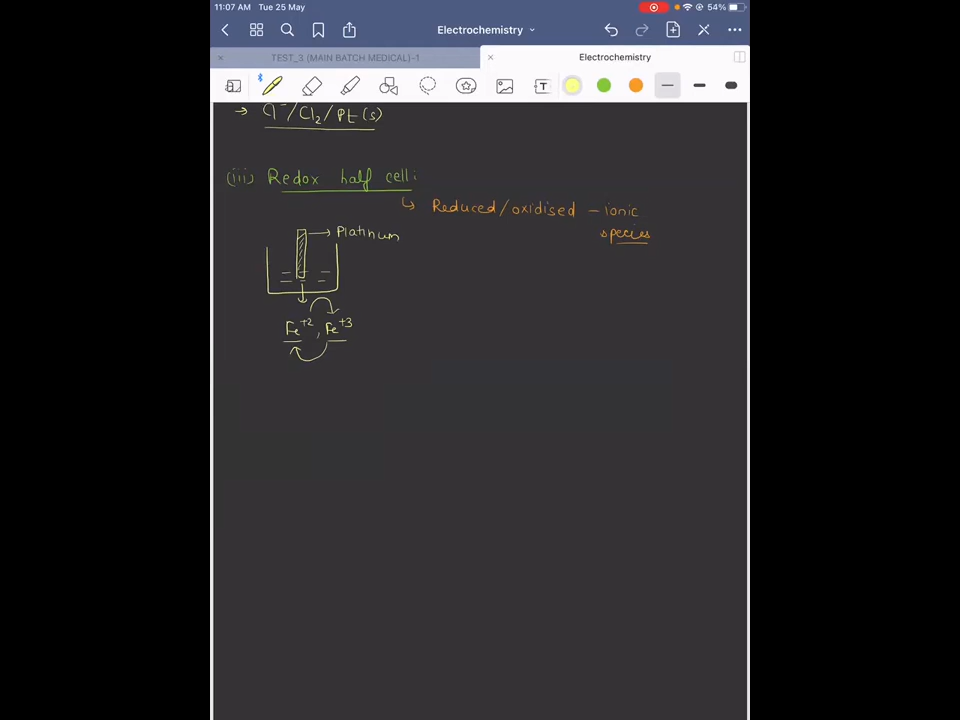 11:07 AM Tue 25 May
54%
Electrochemistry
TEST_3 (MAIN BATCH MEDICAL)-1
Electrochemistry
T
→ Cl⁻/Cl₂/Pt(s)
(iii) Redox half cell:
↳ Reduced/oxidised - ionic
species
→ Platinum
Fe⁺², Fe⁺³